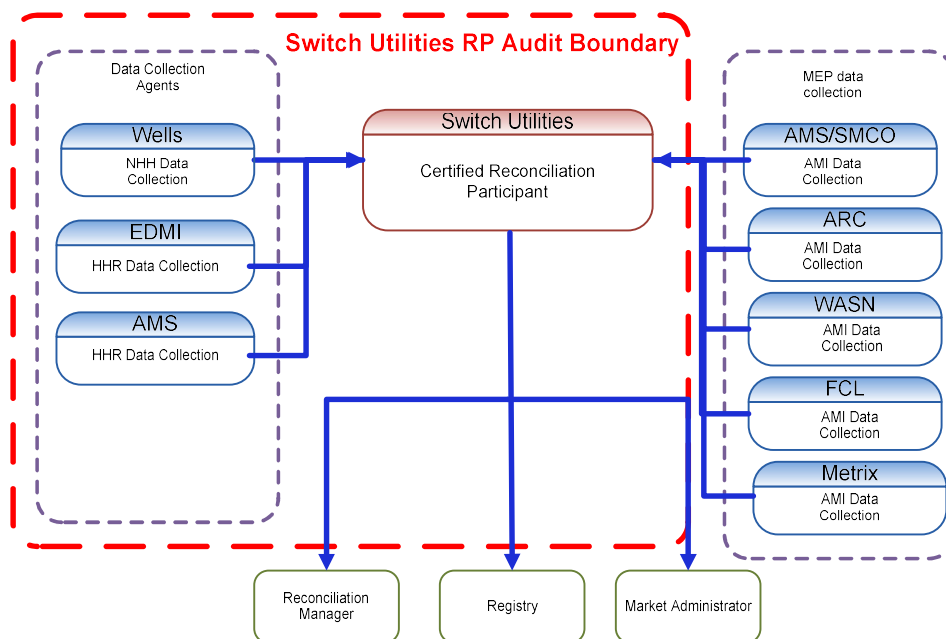 Switch Utilities RP Audit Boundary
Data Collection
Agents
Wells
NHH Data
Collection
EDMI
HHR Data Collection
AMS
HHR Data Collection
Switch Utilities
Certified Reconciliation
Participant
MEP data
collection
AMS/SMCO
AMI Data
Collection
ARC
AMI Data
Collection
WASN
AMI Data
Collection
FCL
AMI Data
Collection
Metrix
AMI Data
Collection
Reconciliation
Manager
Registry
Market Administrator